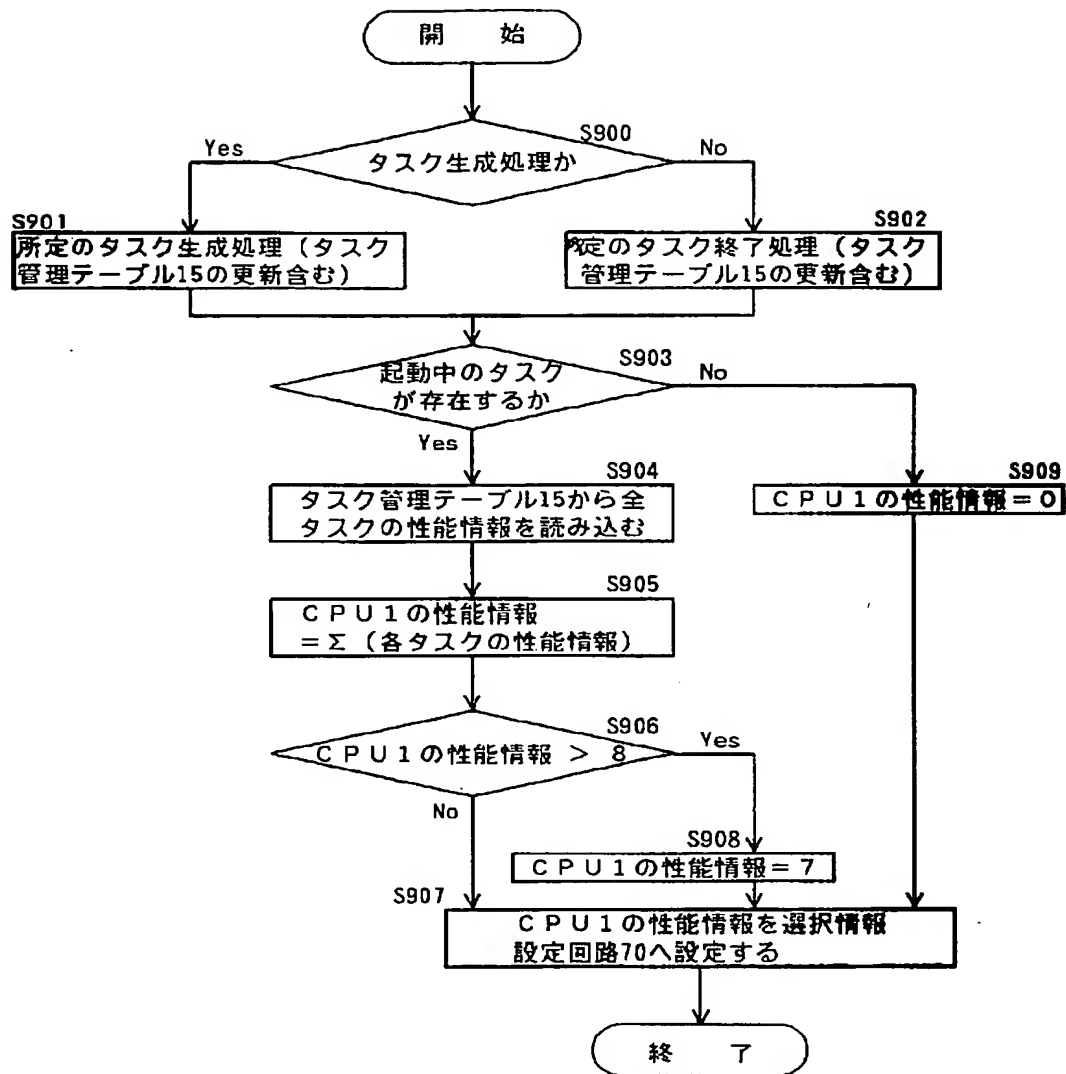 開 始
S900
Yes
タスク生成処理か
No
S901
所定のタスク生成処理（タスク
管理テーブル15の更新含む）
S902
定のタスク終了処理（タスク
管理テーブル15の更新含む）
S903
起動中のタスク
が存在するか
No
Yes
S904
タスク管理テーブル15から全
タスクの性能情報を読み込む
S909
ＣＰＵ１の性能情報＝０
S905
ＣＰＵ１の性能情報
＝Σ（各タスクの性能情報）
S906
ＣＰＵ１の性能情報 ＞ ８
Yes
No
S908
ＣＰＵ１の性能情報＝７
S907
ＣＰＵ１の性能情報を選択情報
設定回路70へ設定する
終 了